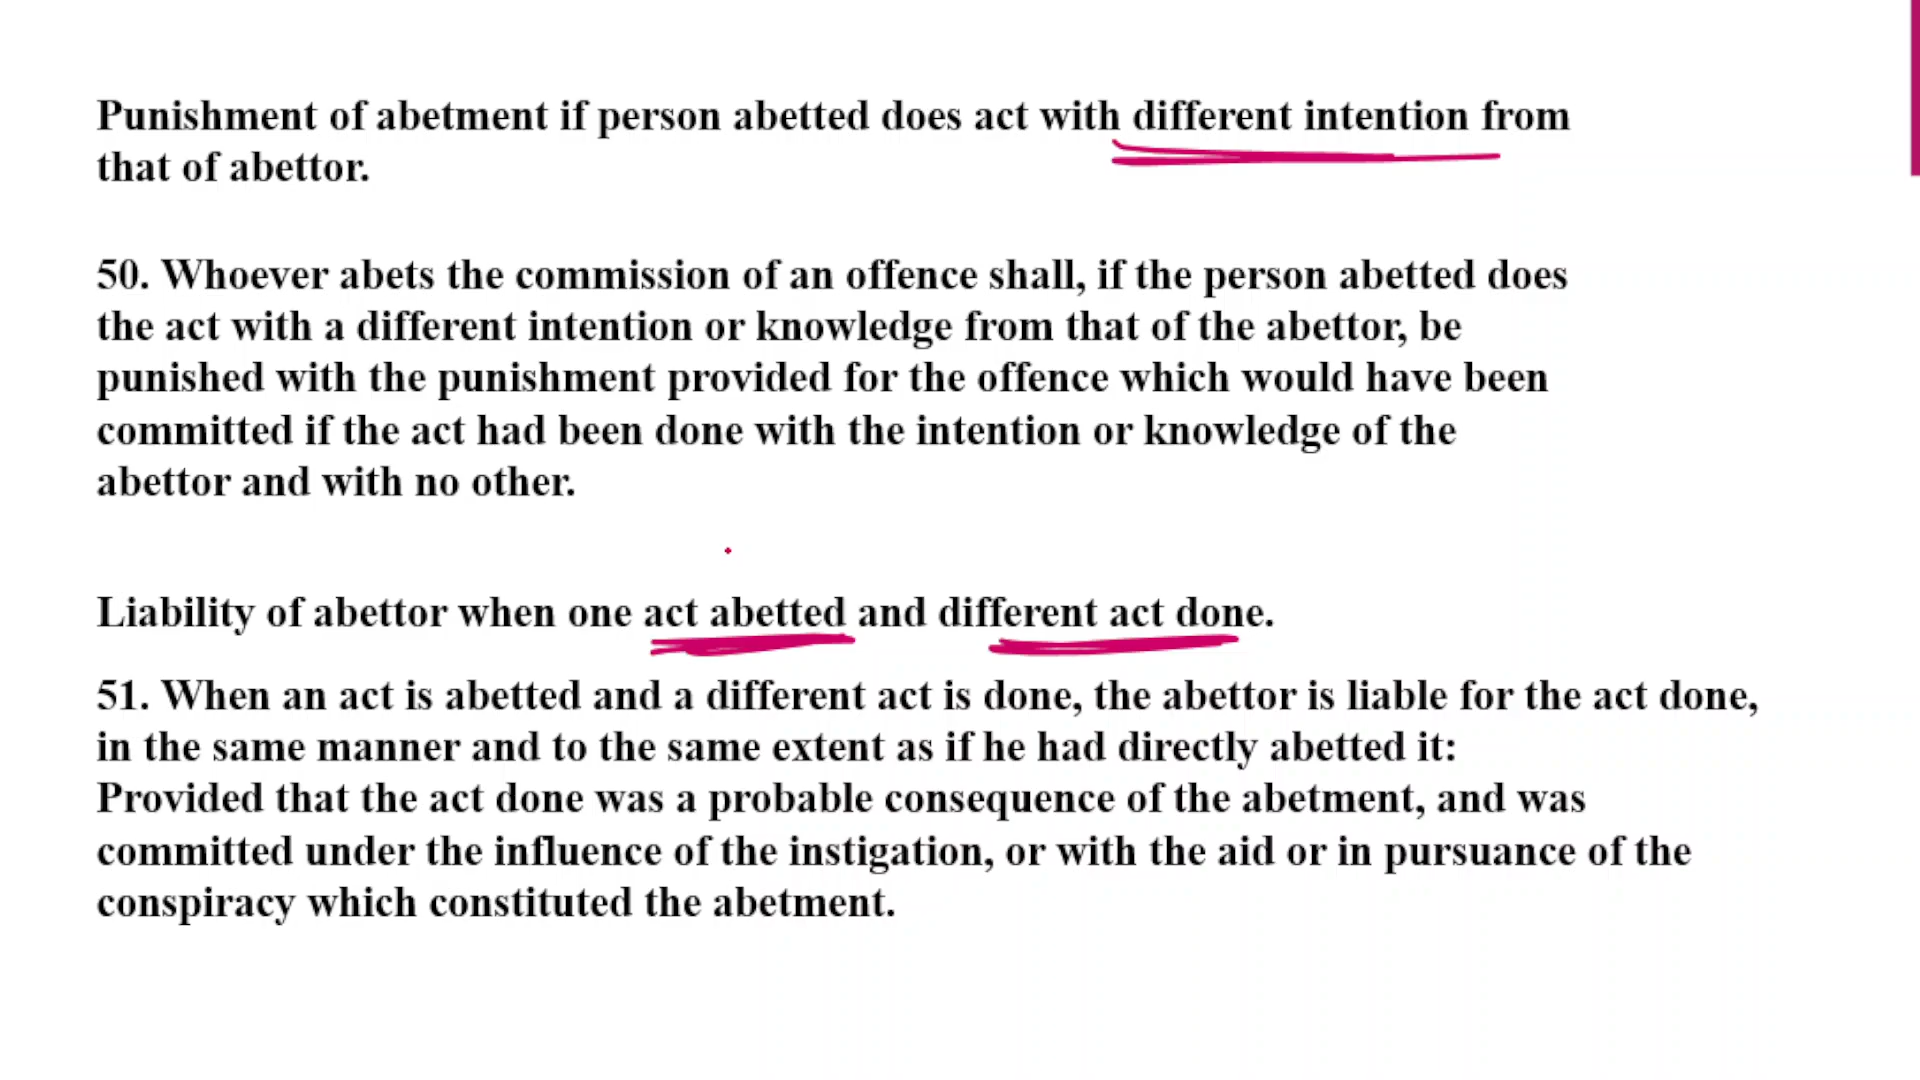 Punishment of abetment if person abetted does act with different intention from
that of abettor.
50. Whoever abets the commission of an offence shall, if the person abetted does
the act with a different intention or knowledge from that of the abettor, be
punished with the punishment provided for the offence which would have been
committed if the act had been done with the intention or knowledge of the
abettor and with no other.
Liability of abettor when one act abetted and different act done.
51. When an act is abetted and a different act is done, the abettor is liable for the act done,
in the same manner and to the same extent as if he had directly abetted it:
Provided that the act done was a probable consequence of the abetment, and was
committed under the influence of the instigation, or with the aid or in pursuance of the
conspiracy which constituted the abetment.